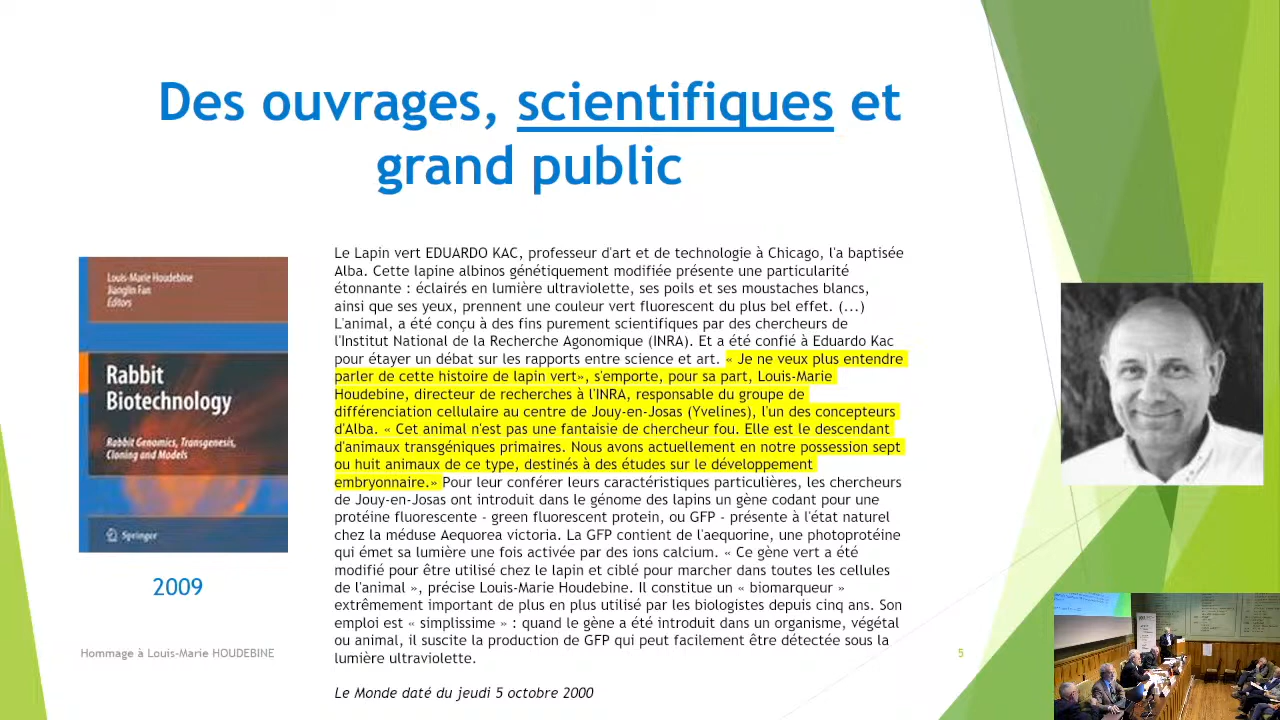 Des ouvrages, scientifiques et
grand public
Louis-Marie Houdebine
Jianglin Fan
Editors
Rabbit
Biotechnology
Rabbit Genomics, Transgenesis,
Cloning and Models
Springer
2009
Le Lapin vert EDUARDO KAC, professeur d'art et de technologie à Chicago, l'a baptisée
Alba. Cette lapine albinos génétiquement modifiée présente une particularité
étonnante : éclairés en lumière ultraviolette, ses poils et ses moustaches blancs,
ainsi que ses yeux, prennent une couleur vert fluorescent du plus bel effet. (...)
L'animal, a été conçu à des fins purement scientifiques par des chercheurs de
l'Institut National de la Recherche Agonomique (INRA). Et a été confié à Eduardo Kac
pour étayer un débat sur les rapports entre science et art. « Je ne veux plus entendre
parler de cette histoire de lapin vert», s'emporte, pour sa part, Louis-Marie
Houdebine, directeur de recherches à l'INRA, responsable du groupe de
différenciation cellulaire au centre de Jouy-en-Josas (Yvelines), l'un des concepteurs
d'Alba. « Cet animal n'est pas une fantaisie de chercheur fou. Elle est le descendant
d'animaux transgéniques primaires. Nous avons actuellement en notre possession sept
ou huit animaux de ce type, destinés à des études sur le développement
embryonnaire.» Pour leur conférer leurs caractéristiques particulières, les chercheurs
de Jouy-en-Josas ont introduit dans le génome des lapins un gène codant pour une
protéine fluorescente - green fluorescent protein, ou GFP - présente à l'état naturel
chez la méduse Aequorea victoria. La GFP contient de l'aequorine, une photoprotéine
qui émet sa lumière une fois activée par des ions calcium. « Ce gène vert a été
modifié pour être utilisé chez le lapin et ciblé pour marcher dans toutes les cellules
de l'animal », précise Louis-Marie Houdebine. Il constitue un « biomarqueur »
extrêmement important de plus en plus utilisé par les biologistes depuis cinq ans. Son
emploi est « simplissime » : quand le gène a été introduit dans un organisme, végétal
ou animal, il suscite la production de GFP qui peut facilement être détectée sous la
lumière ultraviolette.
Le Monde daté du jeudi 5 octobre 2000
Hommage à Louis-Marie HOUDEBINE
5